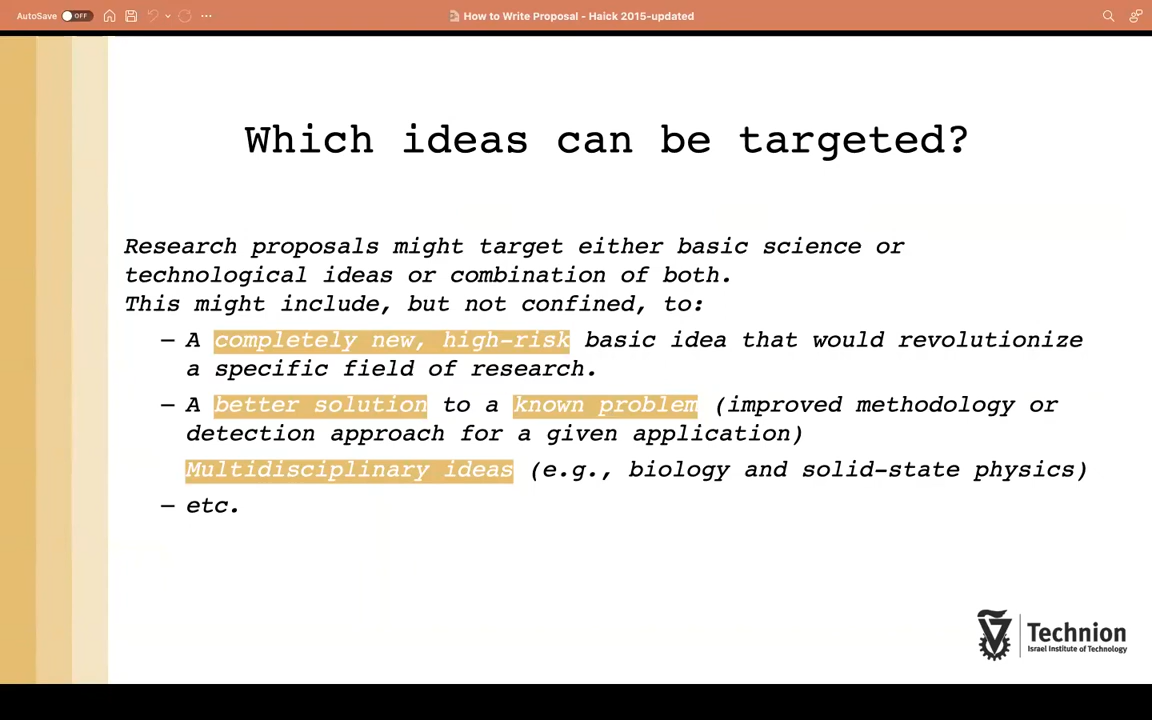 AutoSave OFF
How to Write Proposal - Haick 2015-updated
Which ideas can be targeted?
Research proposals might target either basic science or
technological ideas or combination of both.
This might include, but not confined, to:
– A completely new, high-risk basic idea that would revolutionize
a specific field of research.
– A better solution to a known problem (improved methodology or
detection approach for a given application)
Multidisciplinary ideas (e.g., biology and solid-state physics)
– etc.
Technion
Israel Institute of Technology